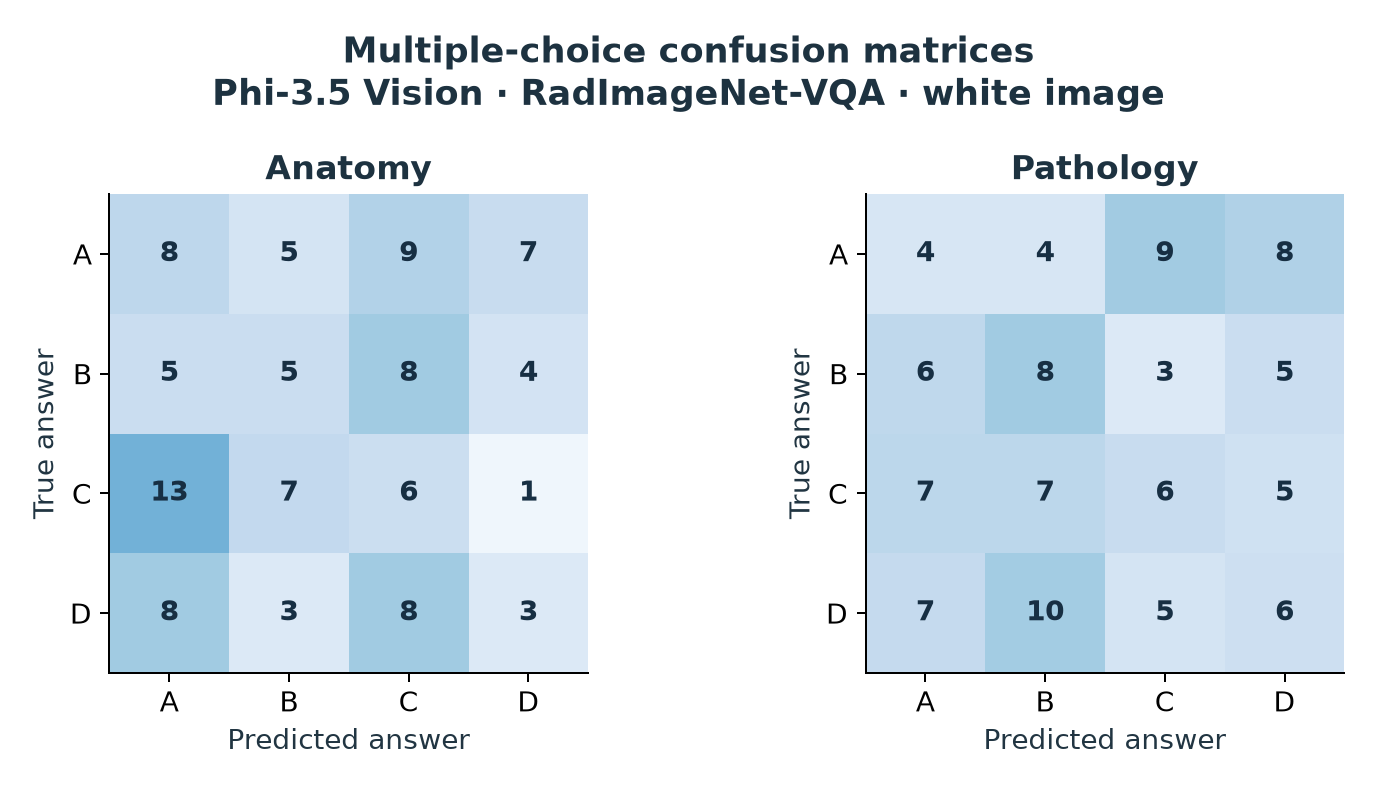 Multiple-choice confusion matrices
Phi-3.5 Vision · RadImageNet-VQA · white image
Anatomy
True answer
A 8 5 9 7
B 5 5 8 4
C 13 7 6 1
D 8 3 8 3
A B C D
Predicted answer
Pathology
True answer
A 4 4 9 8
B 6 8 3 5
C 7 7 6 5
D 7 10 5 6
A B C D
Predicted answer